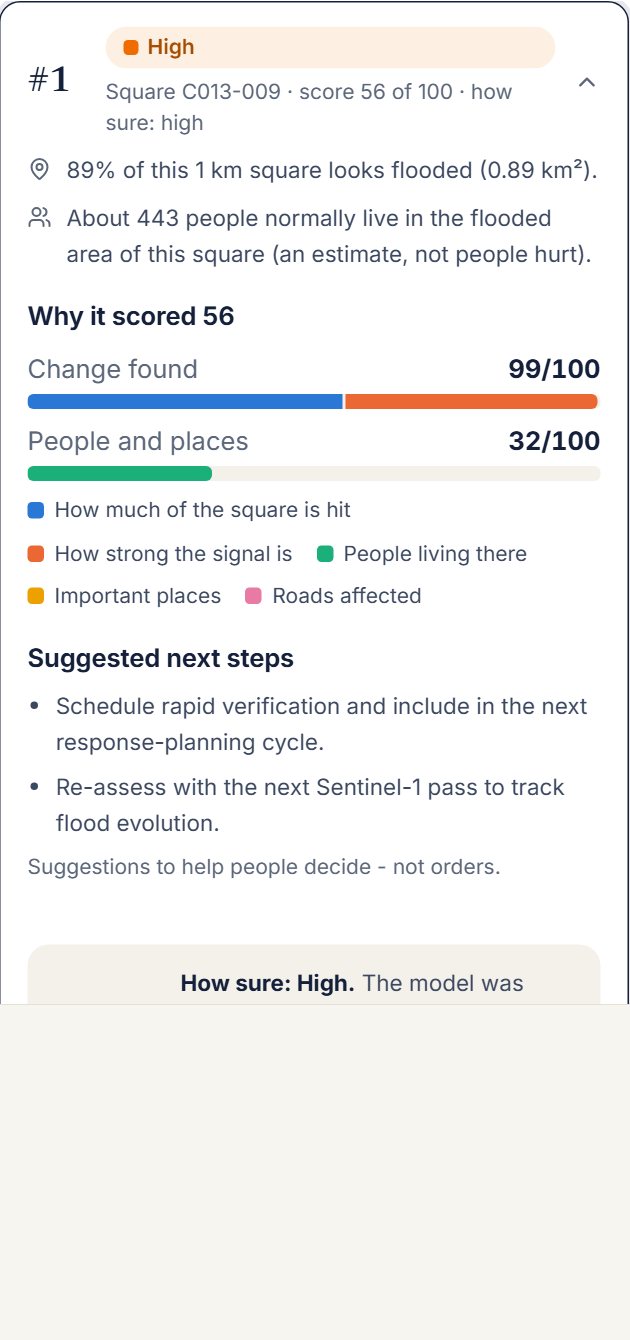 High
#1
Square C013-009 · score 56 of 100 · how
sure: high
89% of this 1 km square looks flooded (0.89 km²).
About 443 people normally live in the flooded
area of this square (an estimate, not people hurt).
Why it scored 56
Change found 99/100
People and places 32/100
How much of the square is hit
How strong the signal is People living there
Important places Roads affected
Suggested next steps
• Schedule rapid verification and include in the next
response-planning cycle.
• Re-assess with the next Sentinel-1 pass to track
flood evolution.
Suggestions to help people decide - not orders.
How sure: High. The model was